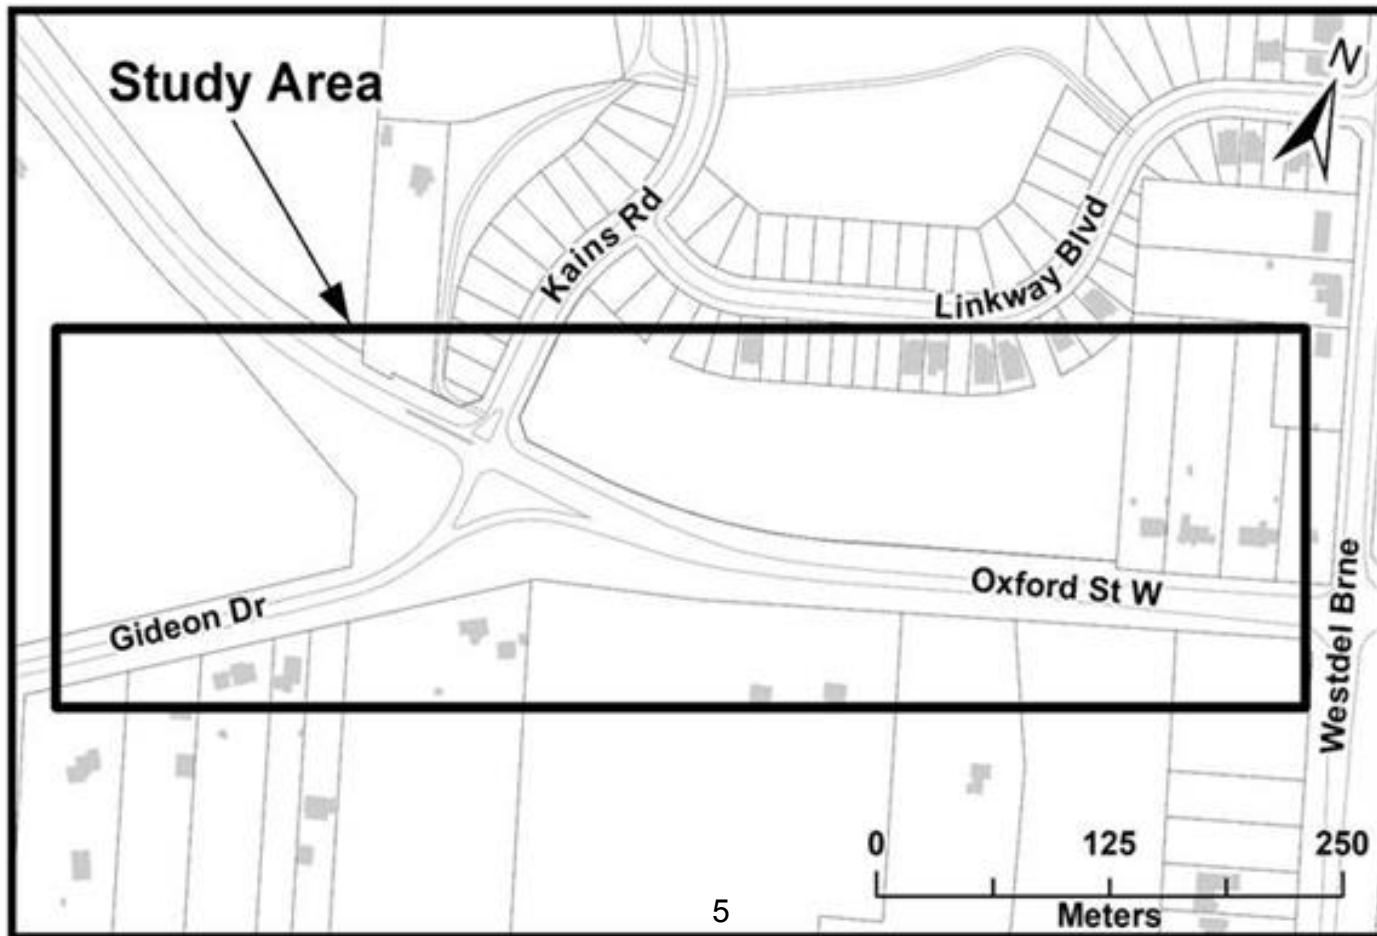 N
Study Area
Kains Rd
Linkway Blvd
Oxford St W
Gideon Dr
Westdel Brne
0 125 250
Meters
5